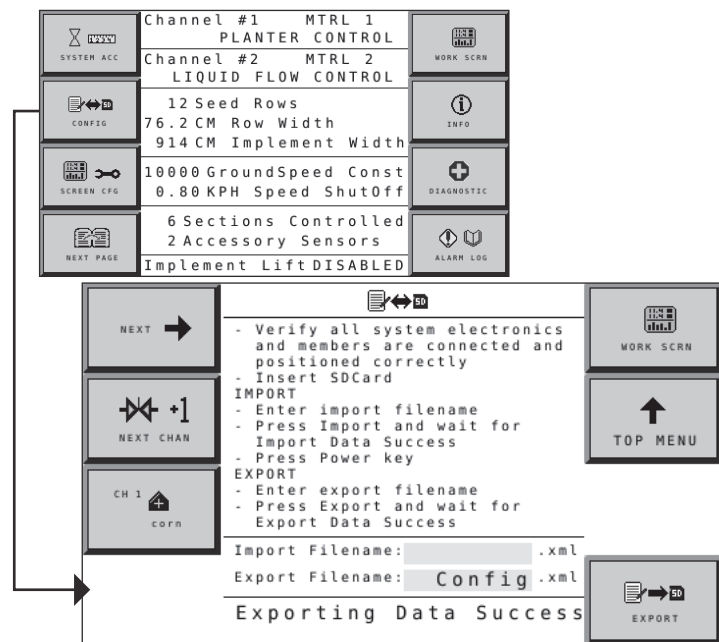 SYSTEM ACC
CONFIG
SCREEN CFG
NEXT PAGE
Channel #1 MTRL 1
PLANTER CONTROL
Channel #2 MTRL 2
LIQUID FLOW CONTROL
12 Seed Rows
76.2 CM Row Width
914 CM Implement Width
10000 GroundSpeed Const
0.80 KPH Speed ShutOff
6 Sections Controlled
2 Accessory Sensors
Implement Lift DISABLED
WORK SCRN
INFO
DIAGNOSTIC
ALARM LOG
NEXT
+1
NEXT CHAN
CH 1
corn
SD
- Verify all system electronics
and members are connected and
positioned correctly
- Insert SDCard
IMPORT
- Enter import filename
- Press Import and wait for
Import Data Success
- Press Power key
EXPORT
- Enter export filename
- Press Export and wait for
Export Data Success
Import Filename: .xml
Export Filename: Config .xml
Exporting Data Success
WORK SCRN
TOP MENU
SD
EXPORT